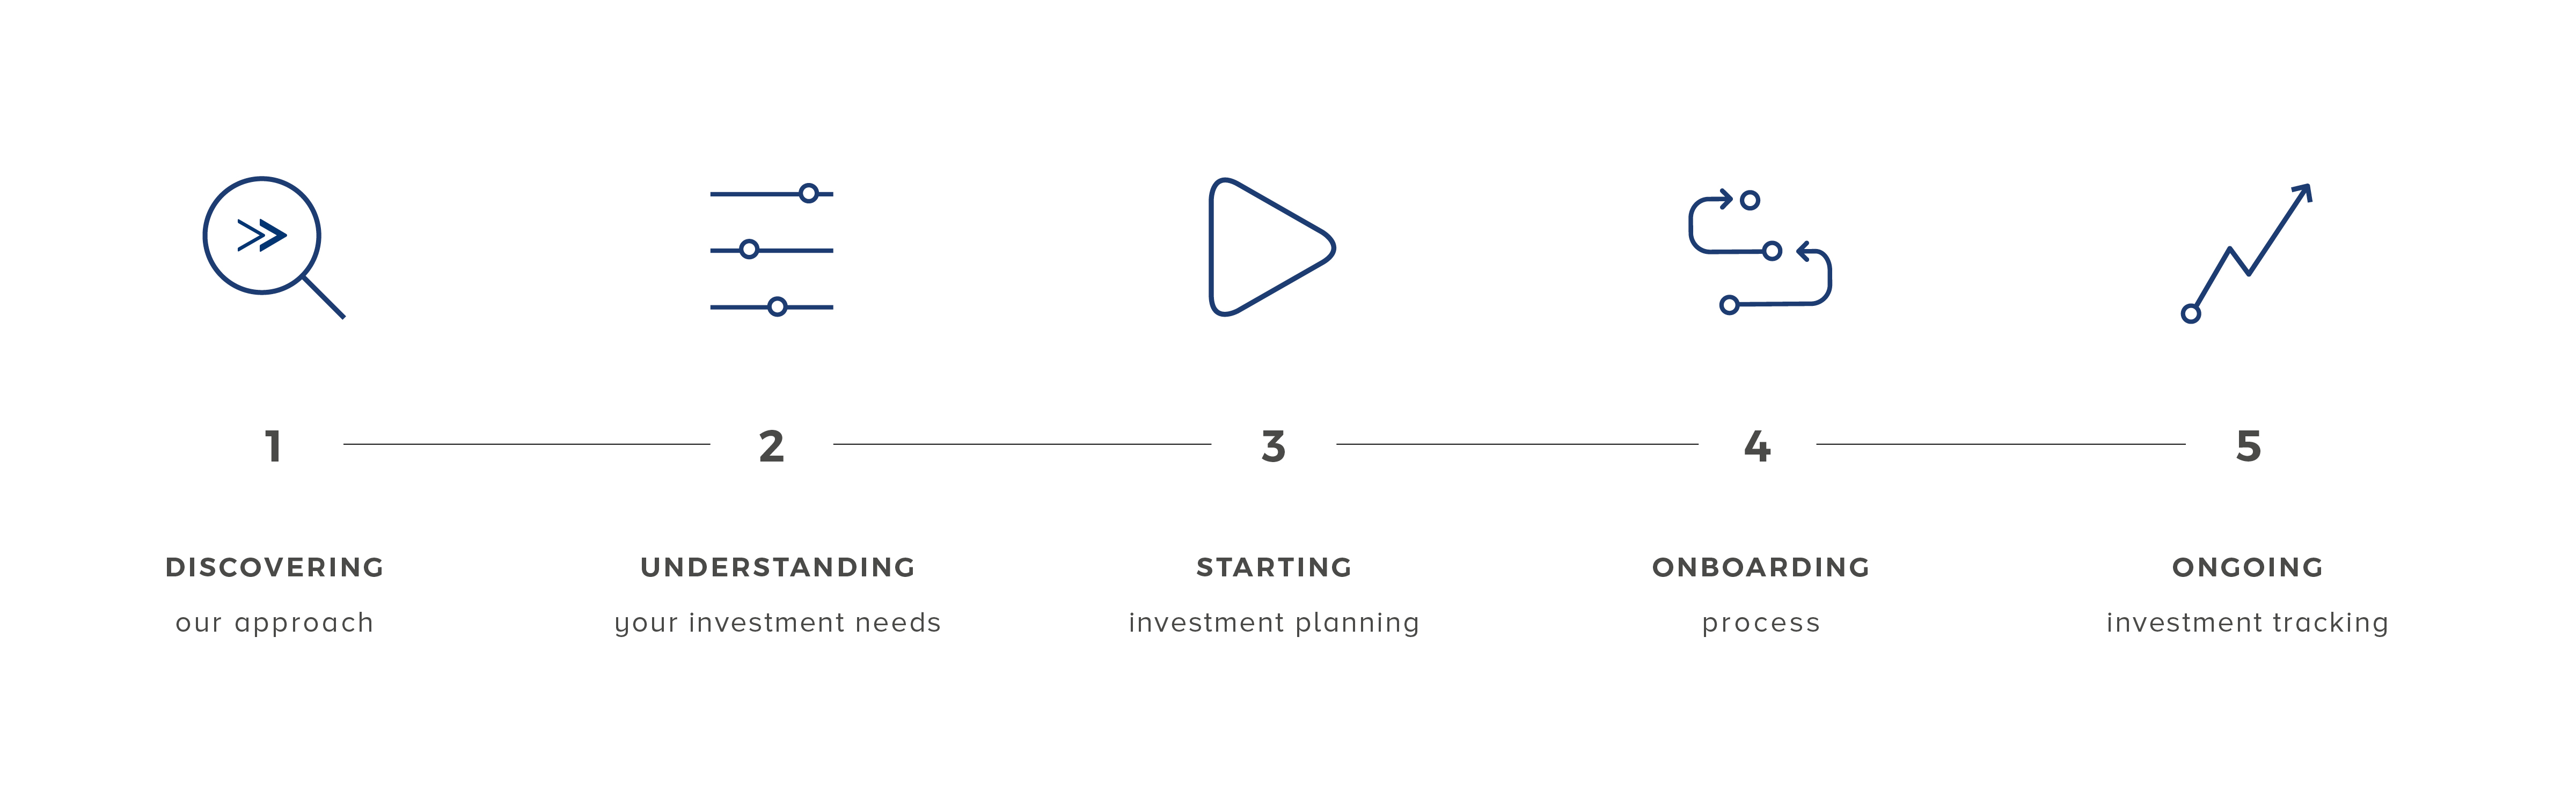 1
2
3
4
5
DISCOVERING
our approach
UNDERSTANDING
your investment needs
STARTING
investment planning
ONBOARDING
process
ONGOING
investment tracking